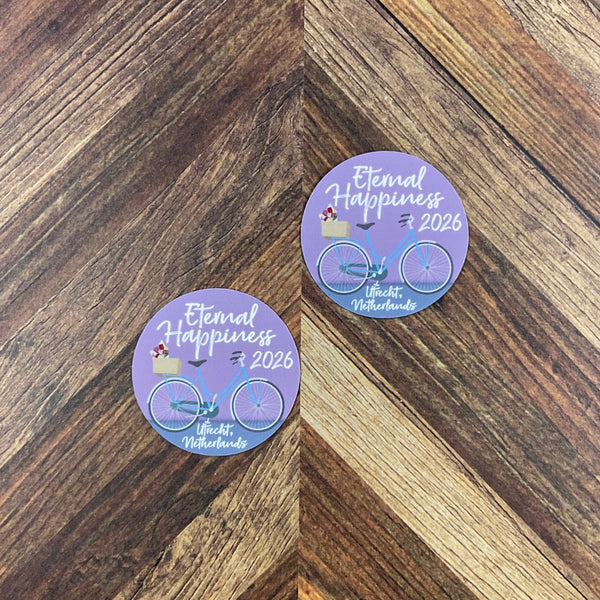 Eternal
Happiness
2026
Utrecht,
Netherlands
Eternal
Happiness
2026
Utrecht,
Netherlands